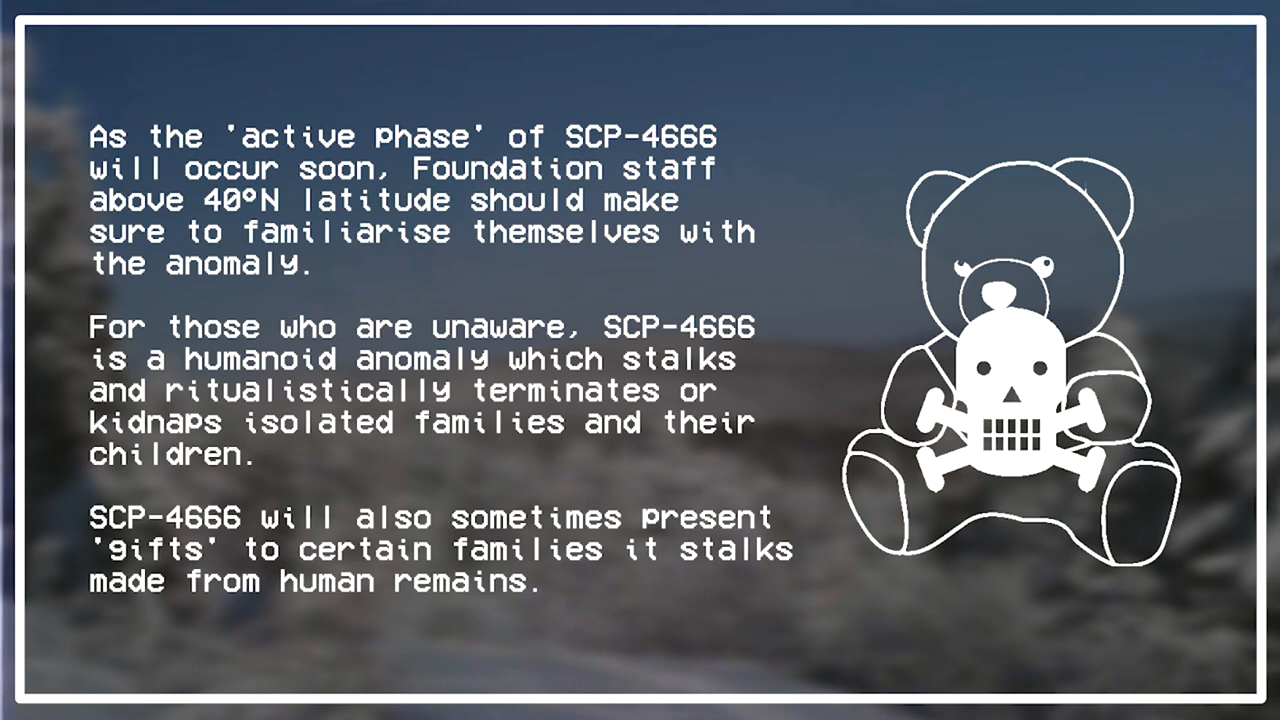 As the 'active phase' of SCP-4666
will occur soon, Foundation staff
above 40°N latitude should make
sure to familiarise themselves with
the anomaly.
For those who are unaware, SCP-4666
is a humanoid anomaly which stalks
and ritualistically terminates or
kidnaps isolated families and their
children.
SCP-4666 will also sometimes present
'gifts' to certain families it stalks
made from human remains.